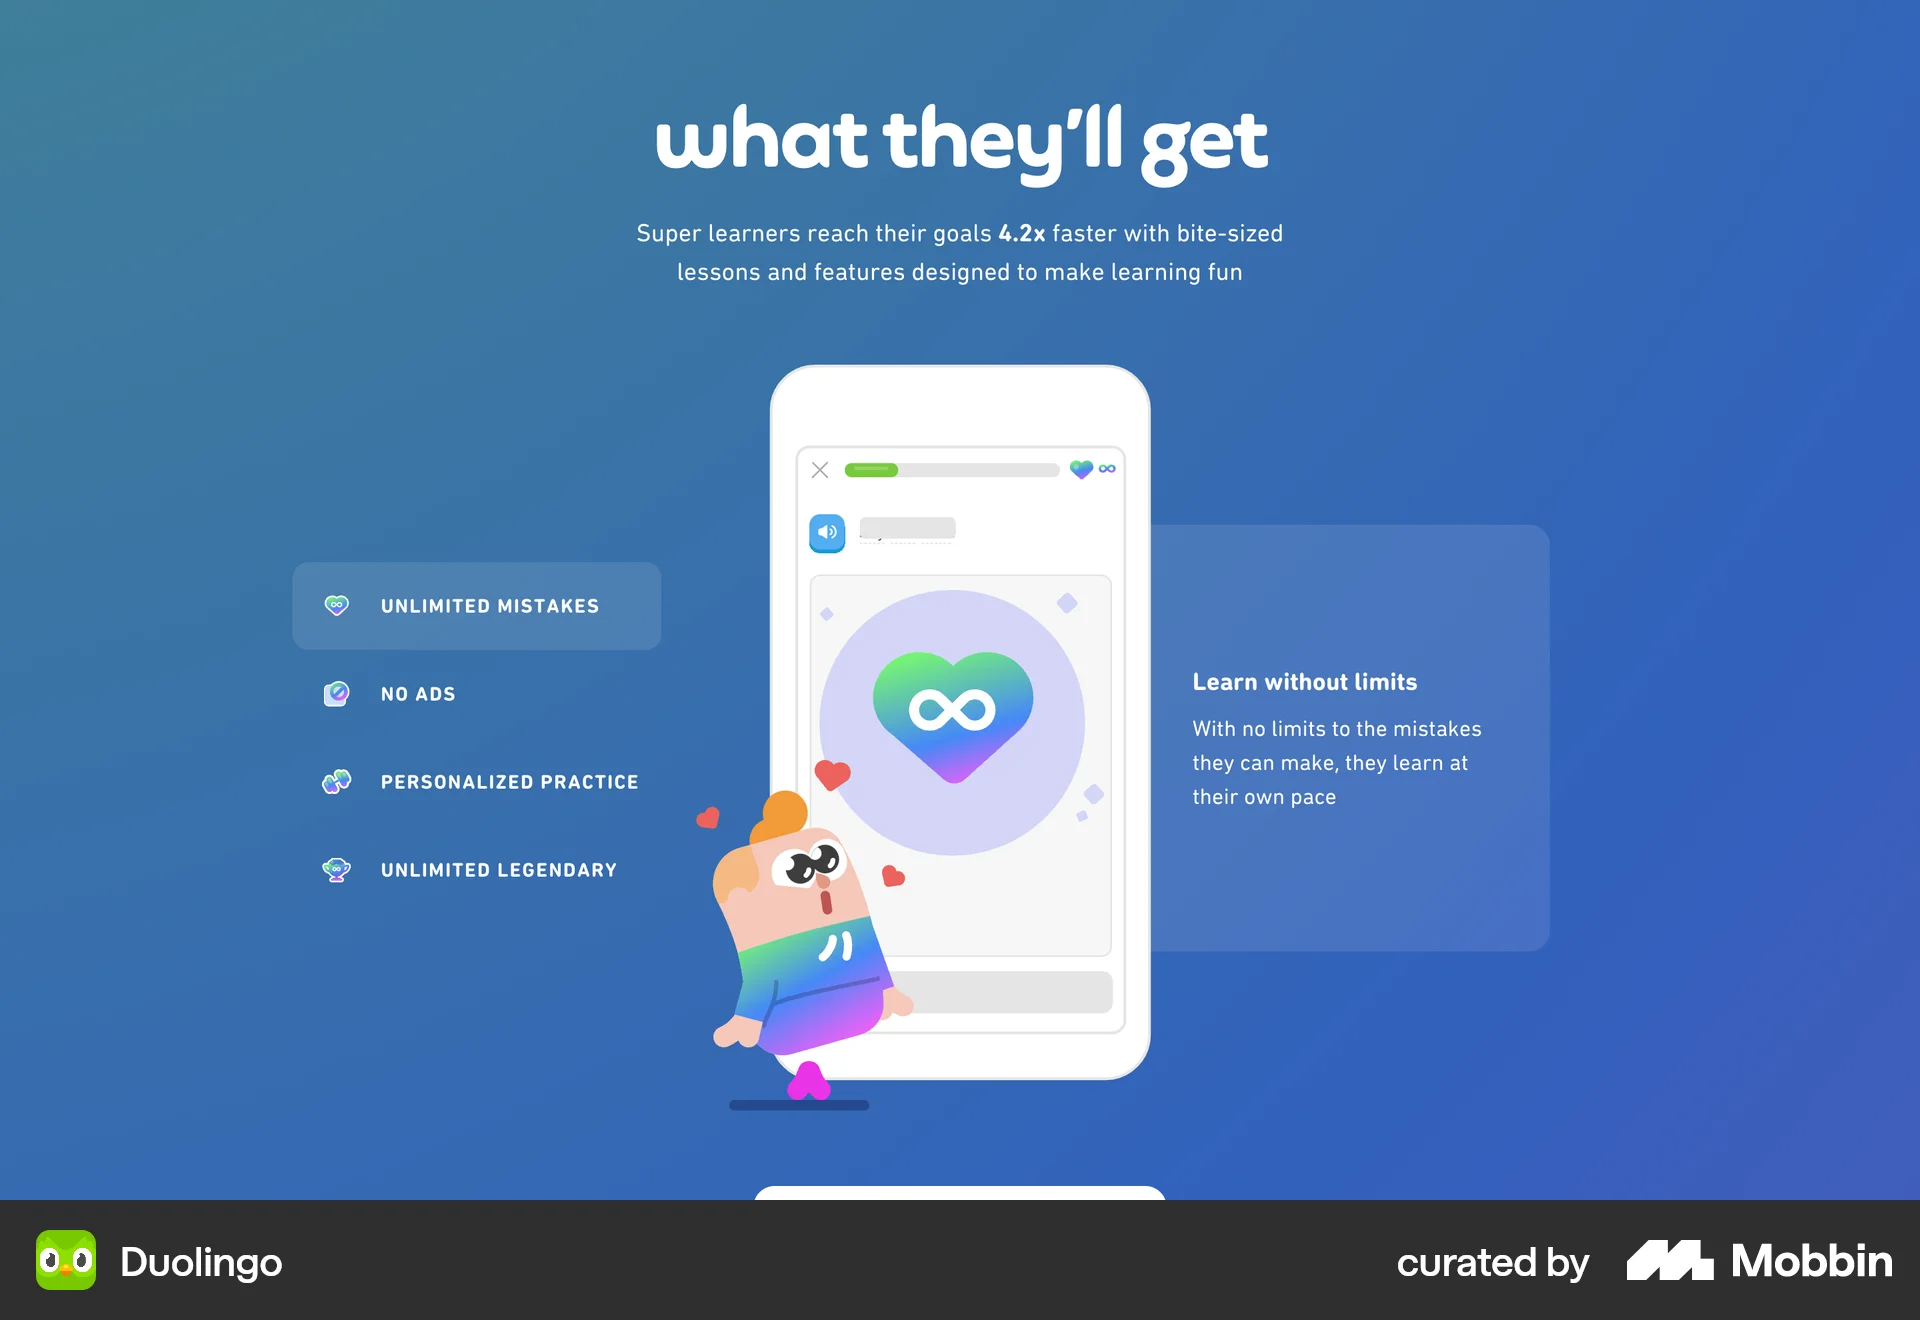 what they'll get
Super learners reach their goals 4.2x faster with bite-sized
lessons and features designed to make learning fun
UNLIMITED MISTAKES
NO ADS
PERSONALIZED PRACTICE
UNLIMITED LEGENDARY
Learn without limits
With no limits to the mistakes
they can make, they learn at
their own pace
Duolingo
curated by Mobbin